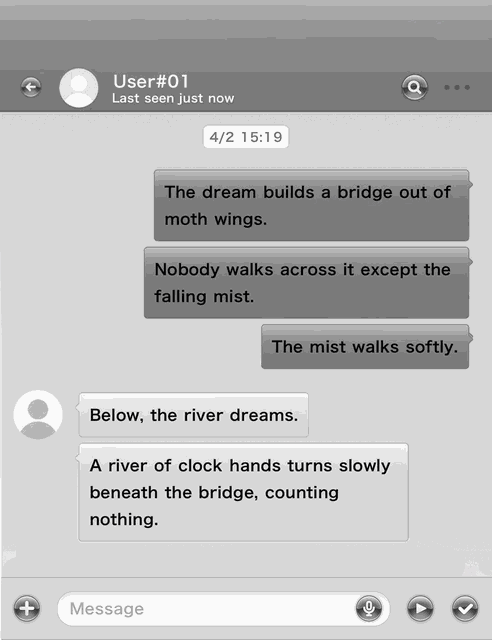 User#01
Last seen just now
4/2 15:19
The dream builds a bridge out of
moth wings.
Nobody walks across it except the
falling mist.
The mist walks softly.
Below, the river dreams.
A river of clock hands turns slowly
beneath the bridge, counting
nothing.
Message